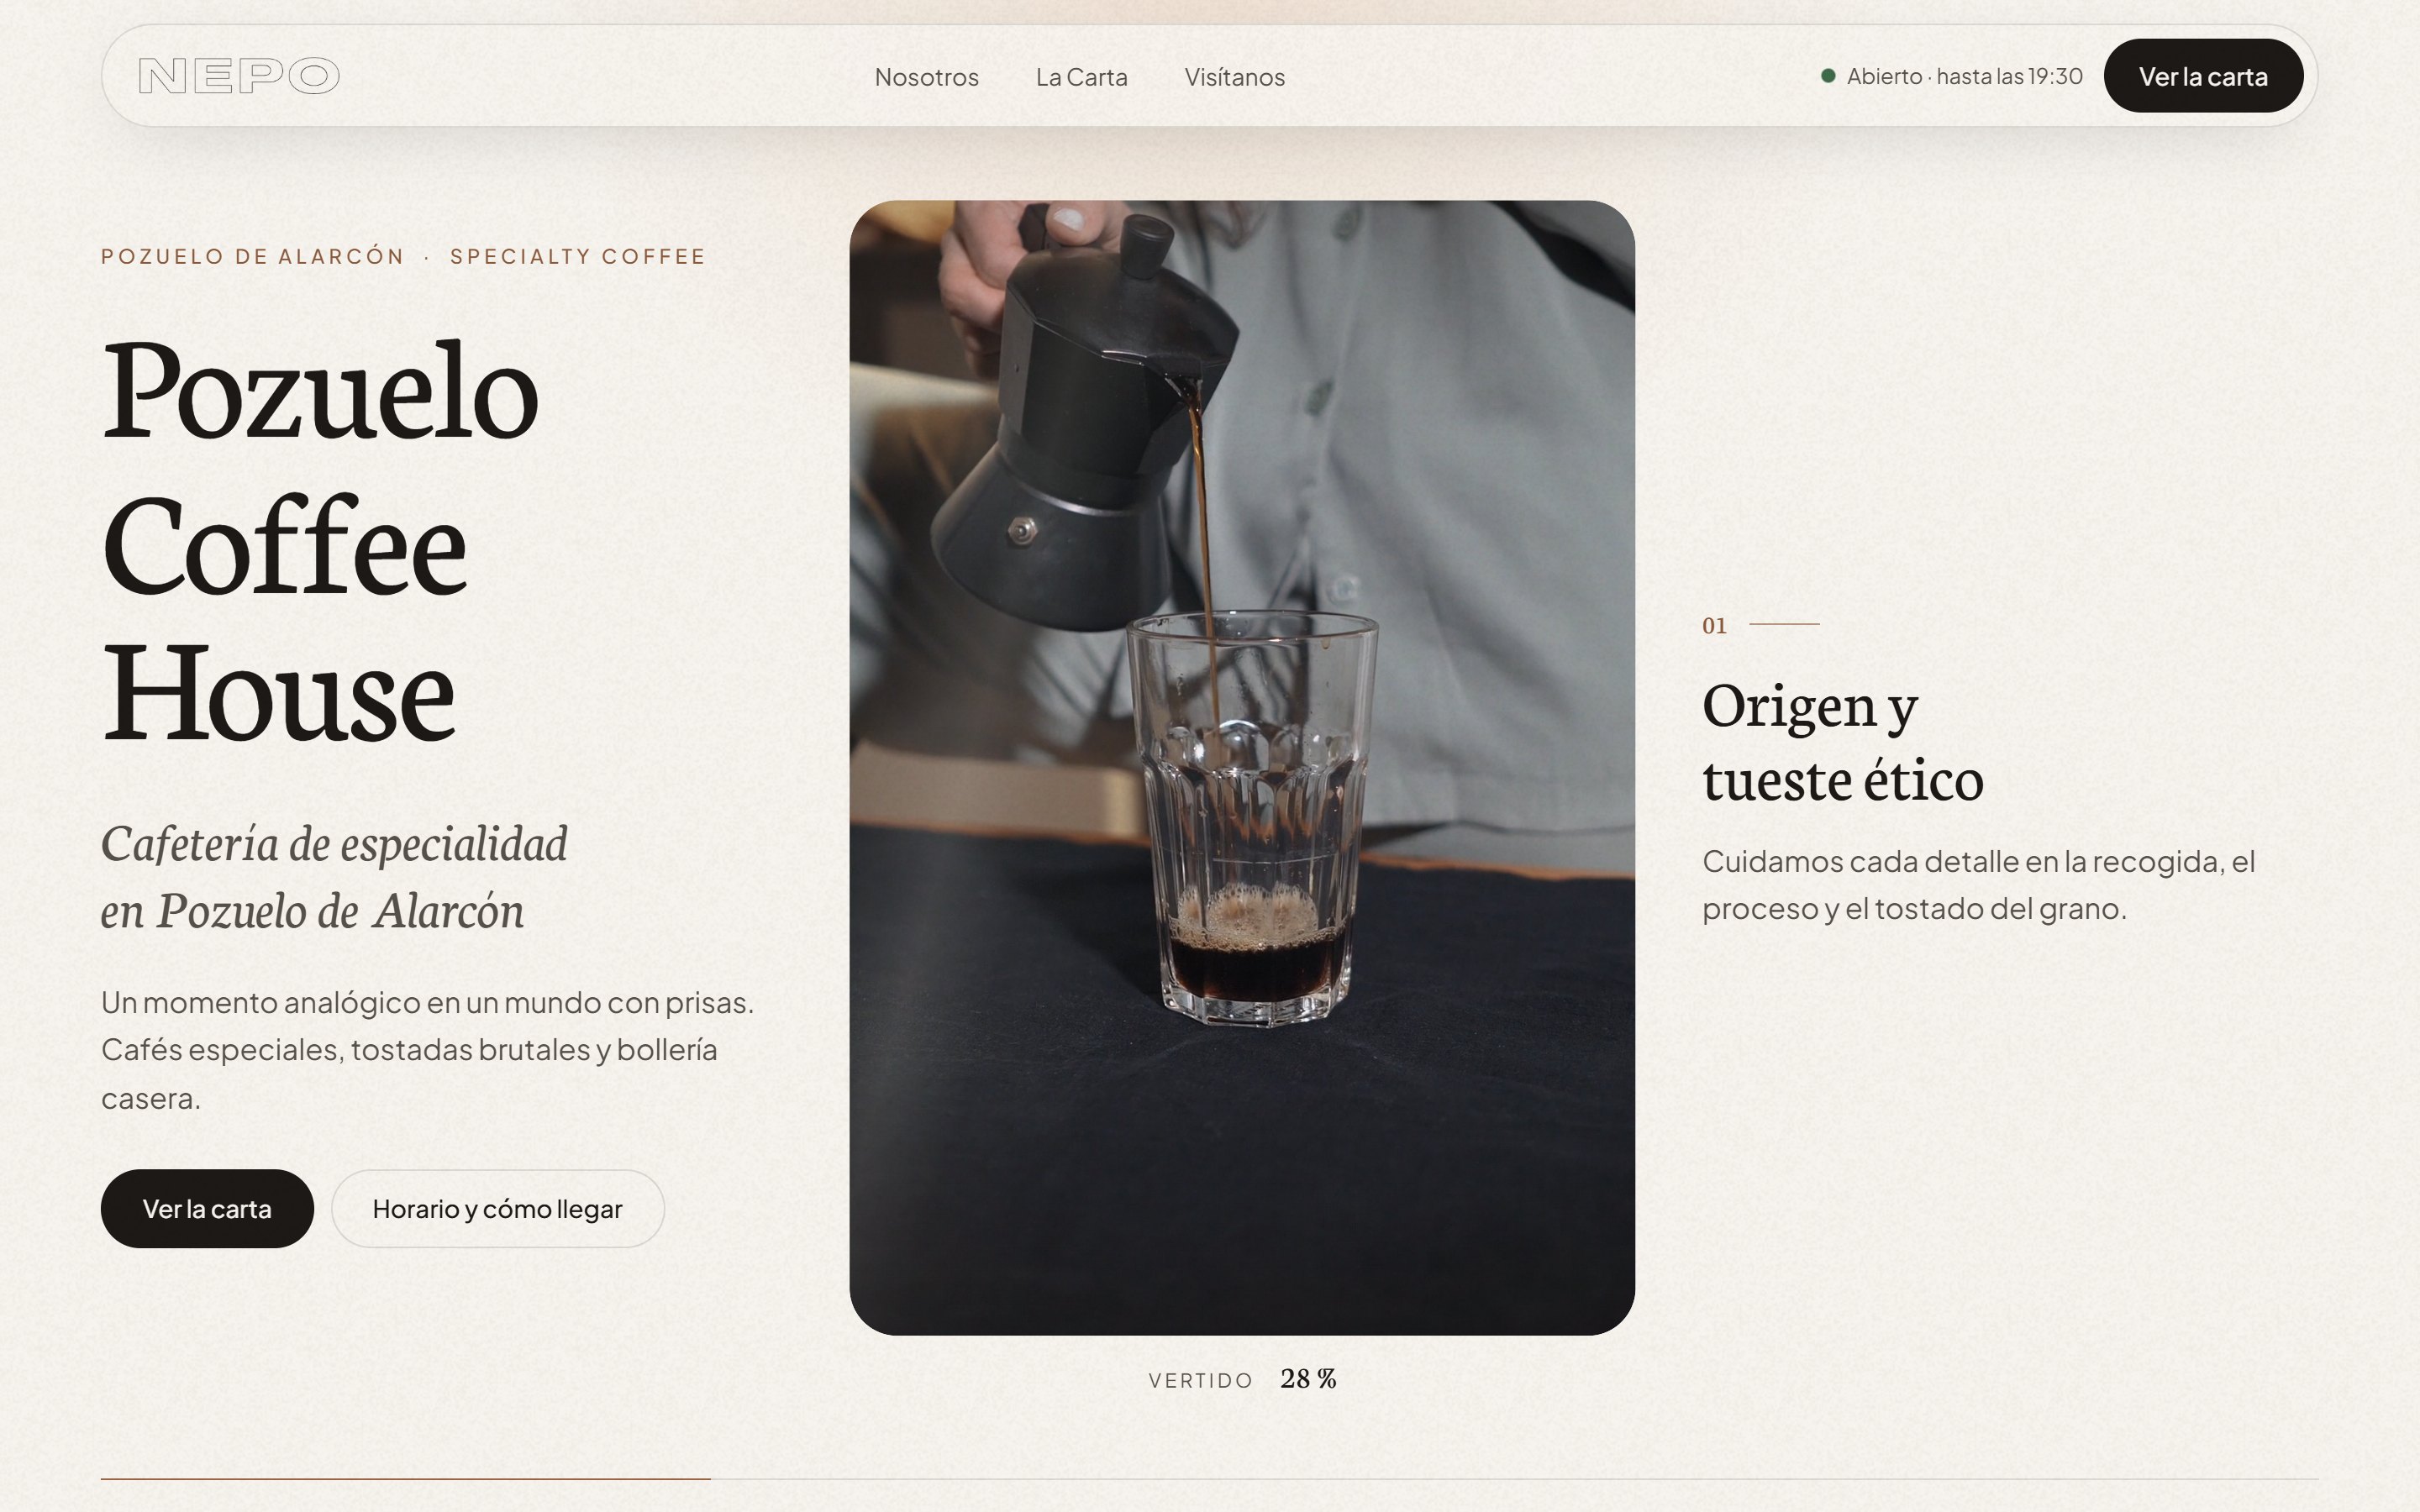 NEPO
Nosotros
La Carta
Visítanos
Abierto · hasta las 19:30
Ver la carta
POZUELO DE ALARCÓN · SPECIALTY COFFEE
Pozuelo
Coffee
House
Cafetería de especialidad
en Pozuelo de Alarcón
Un momento analógico en un mundo con prisas.
Cafés especiales, tostadas brutales y bollería
casera.
Ver la carta
Horario y cómo llegar
VERTIDO 28 %
01
Origen y
tueste ético
Cuidamos cada detalle en la recogida, el
proceso y el tostado del grano.